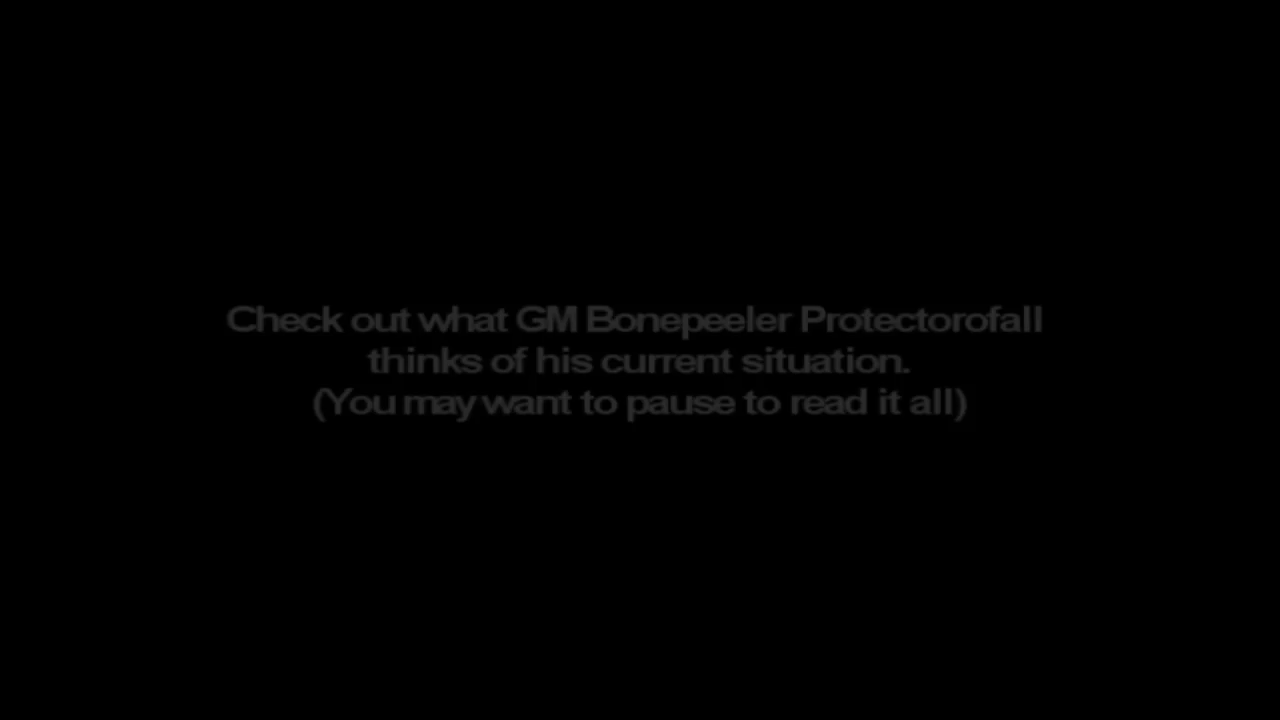 Check out what GM Bonepeeler Protectorofall
thinks of his current situation.
(You may want to pause to read it all)